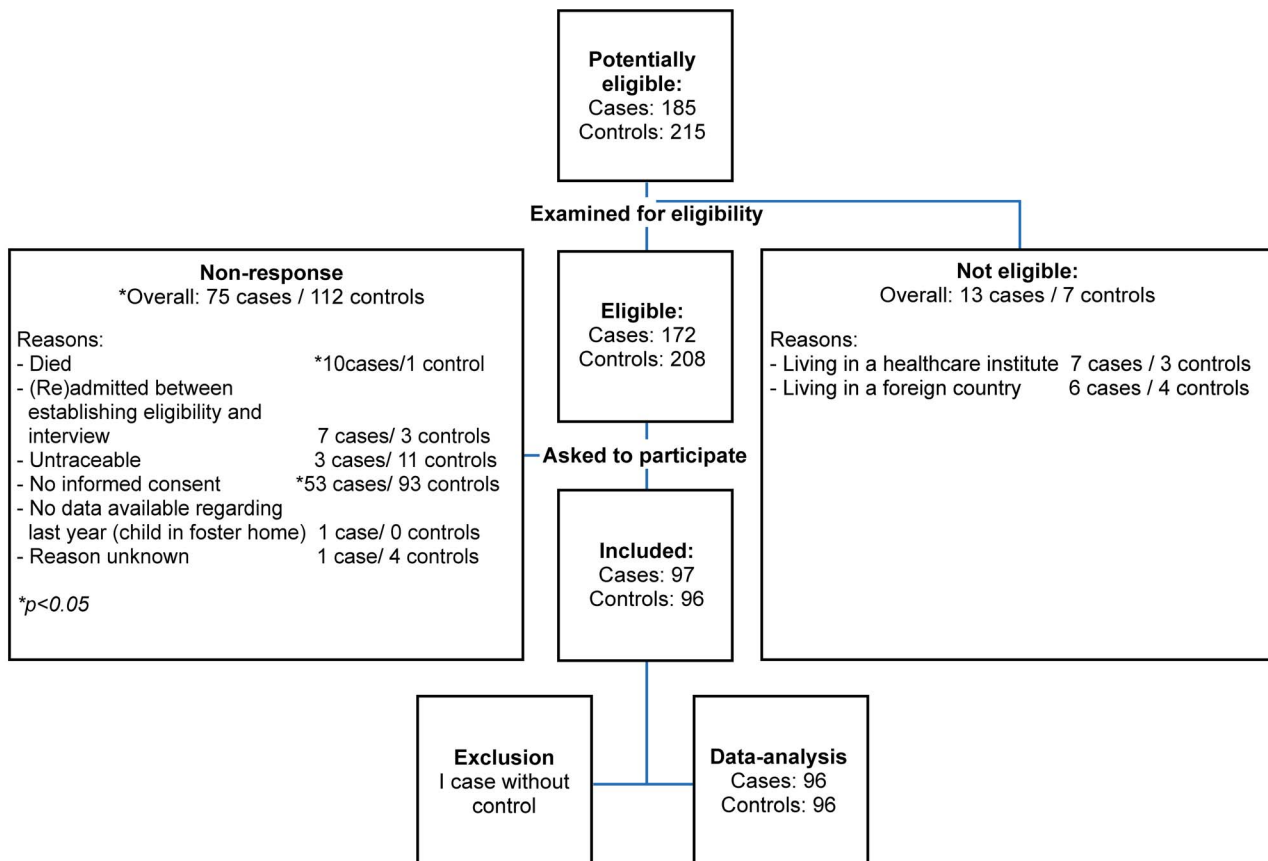 Potentially
eligible:
Cases: 185
Controls: 215
Examined for eligibility
Non-response
*Overall: 75 cases / 112 controls
Reasons:
- Died *10cases/1 control
- (Re)admitted between
establishing eligibility and
interview 7 cases/ 3 controls
- Untraceable 3 cases/ 11 controls
- No informed consent *53 cases/ 93 controls
- No data available regarding
last year (child in foster home) 1 case/ 0 controls
- Reason unknown 1 case/ 4 controls
*p<0.05
Eligible:
Cases: 172
Controls: 208
Not eligible:
Overall: 13 cases / 7 controls
Reasons:
- Living in a healthcare institute 7 cases / 3 controls
- Living in a foreign country 6 cases / 4 controls
Asked to participate
Included:
Cases: 97
Controls: 96
Exclusion
I case without
control
Data-analysis
Cases: 96
Controls: 96